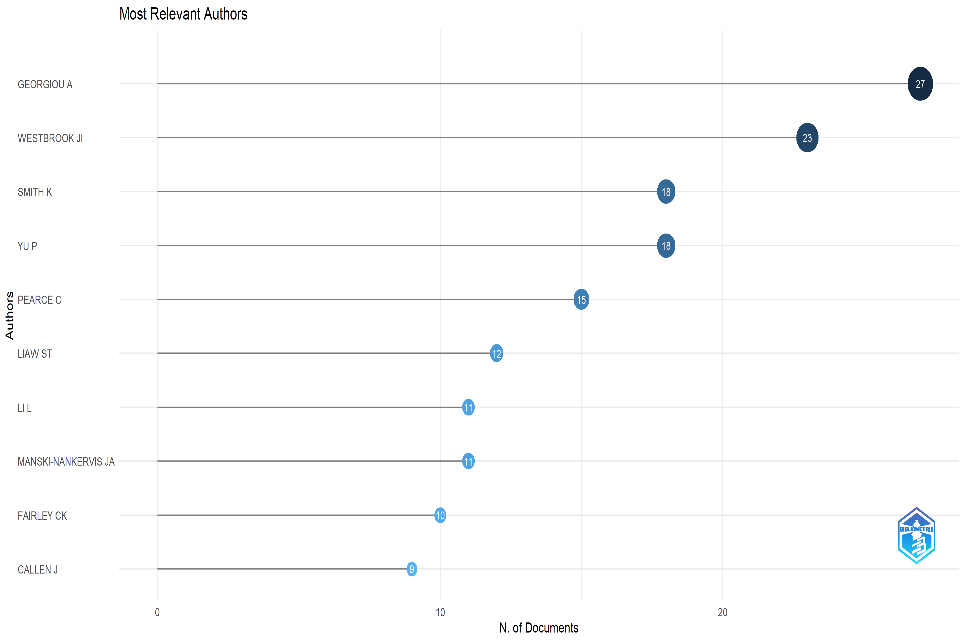 Most Relevant Authors
Authors
GEORGIOU A
27
WESTBROOK JI
23
SMITH K
18
YU P
18
PEARCE C
15
LIAW ST
12
LI L
11
MANSKI-NANKERVIS JA
11
FAIRLEY CK
10
BIBLIOMETRIX
CALLEN J
9
0
10
20
N. of Documents